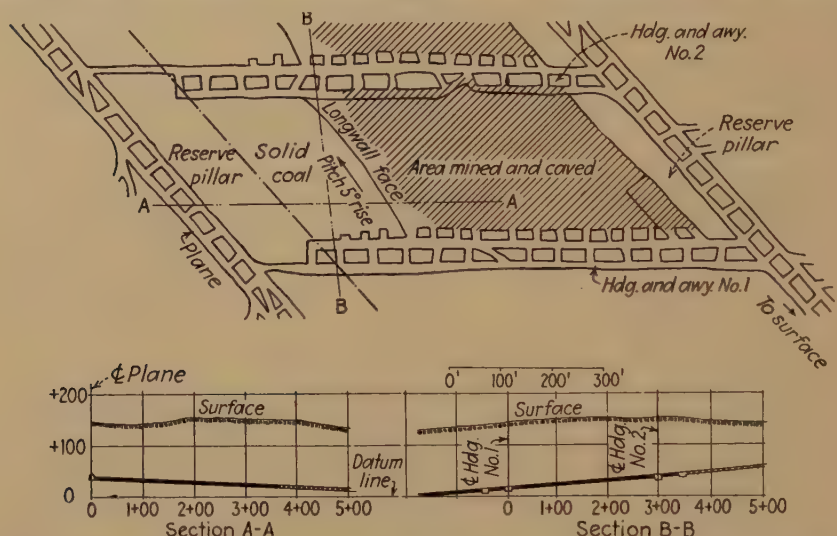 B
Hdg. and awy.
No.2
Reserve
pillar
Reserve
pillar
Solid
coal
Longwall face
Pitch 5° rise
Area mined and caved
A
A
℄ Plane
B
Hdg. and awy. No.1
To surface
℄ Plane
+200
+100
0
Surface
Datum
line
0 1+00 2+00 3+00 4+00 5+00
Section A-A
0' 100' 200' 300'
Surface
℄ Hdg.
No.1
℄ Hdg.
No.2
0 1+00 2+00 3+00 4+00 5+00
Section B-B